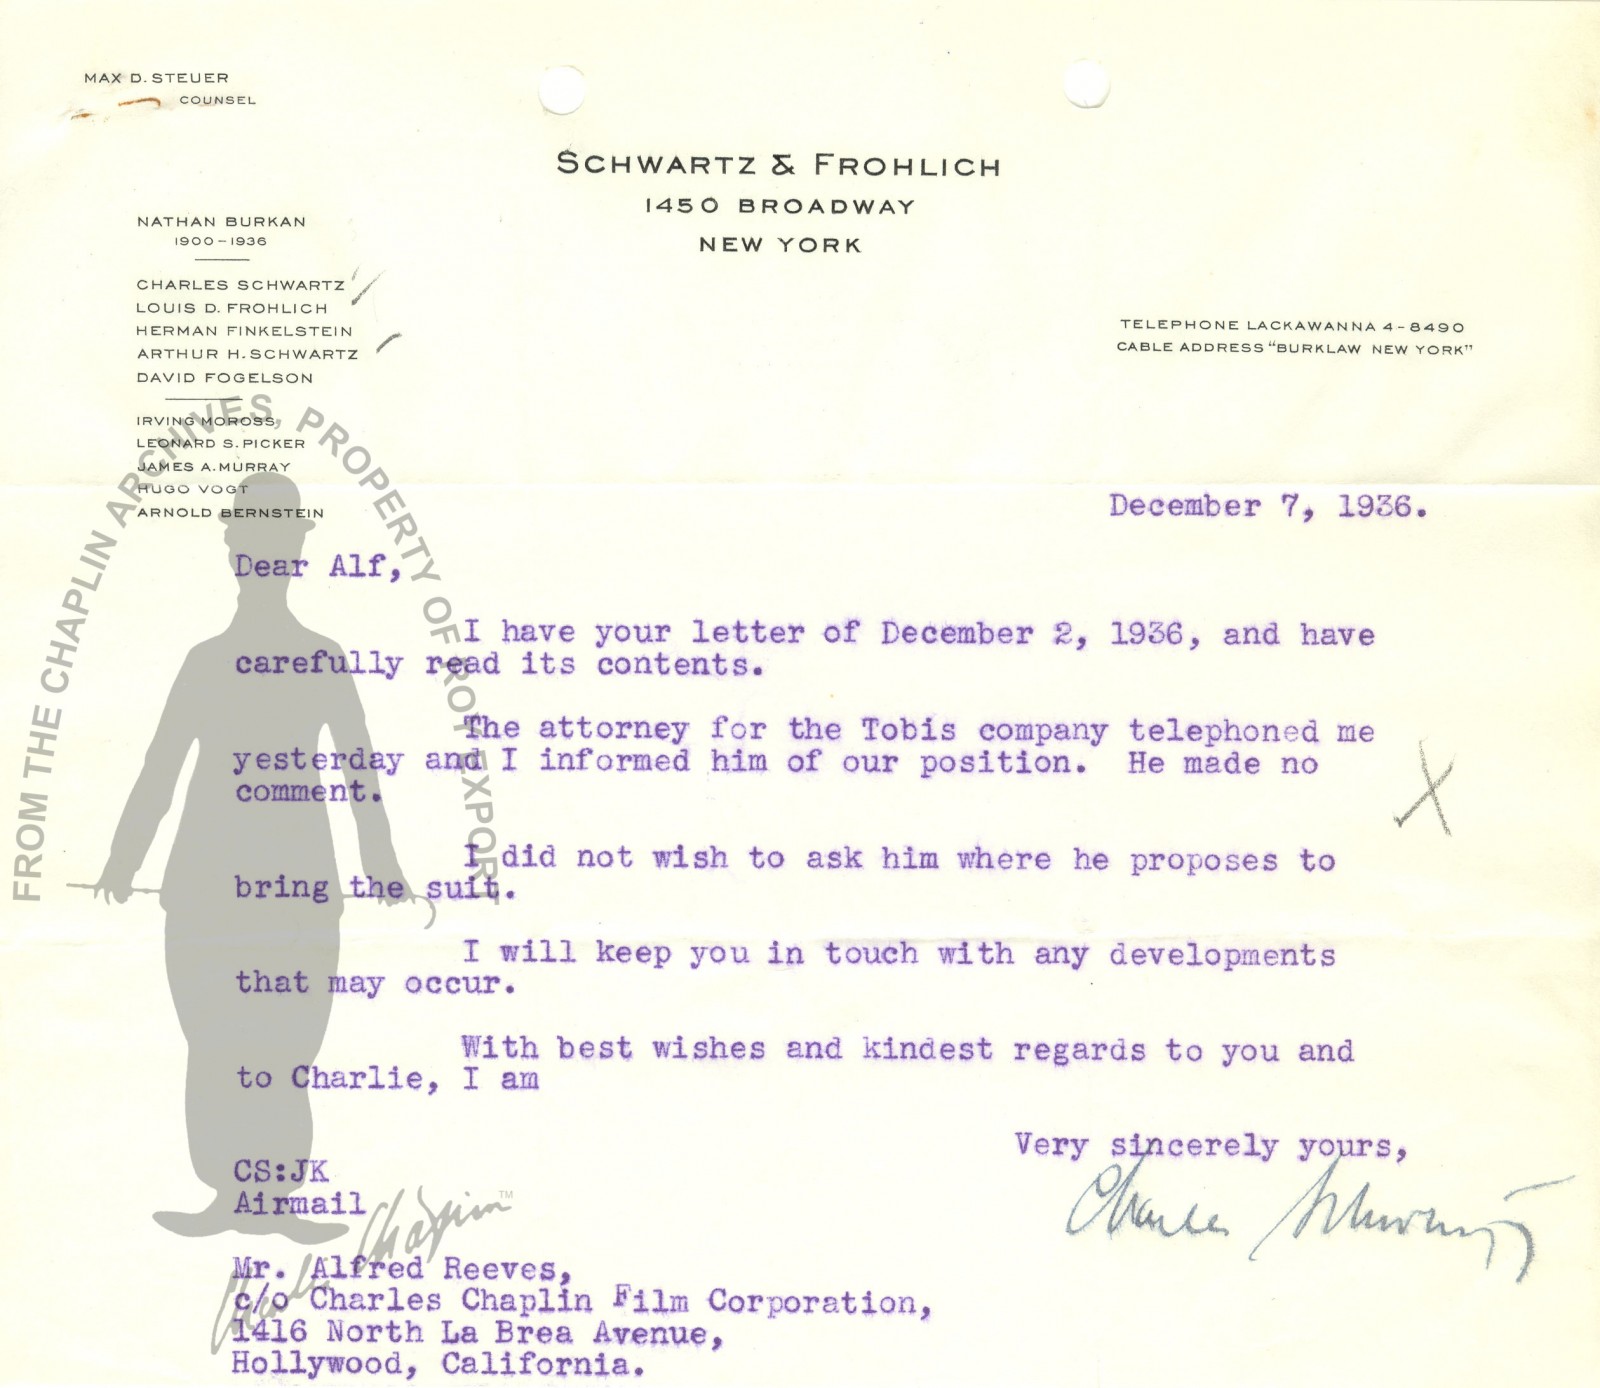 MAX D. STEUER
COUNSEL
SCHWARTZ & FROHLICH
1450 BROADWAY
NEW YORK
NATHAN BURKAN
1900-1936
CHARLES SCHWARTZ
LOUIS D. FROHLICH
HERMAN FINKELSTEIN
ARTHUR H. SCHWARTZ
DAVID FOGELSON
IRVING MOROSS
LEONARD S. PICKER
JAMES A. MURRAY
HUGO VOGT
ARNOLD BERNSTEIN
TELEPHONE LACKAWANNA 4-8490
CABLE ADDRESS "BURKLAW NEW YORK"
December 7, 1936.
Dear Alf,
I have your letter of December 2, 1936, and have
carefully read its contents.
The attorney for the Tobis company telephoned me
yesterday and I informed him of our position. He made no
comment.
I did not wish to ask him where he proposes to
bring the suit.
I will keep you in touch with any developments
that may occur.
With best wishes and kindest regards to you and
to Charlie, I am
Very sincerely yours,
Charles Schwartz
CS:JK
Airmail
Mr. Alfred Reeves,
c/o Charles Chaplin Film Corporation,
1416 North La Brea Avenue,
Hollywood, California.
FROM THE CHAPLIN ARCHIVES, PROPERTY OF ROY EXPORT
Charles Chaplin™